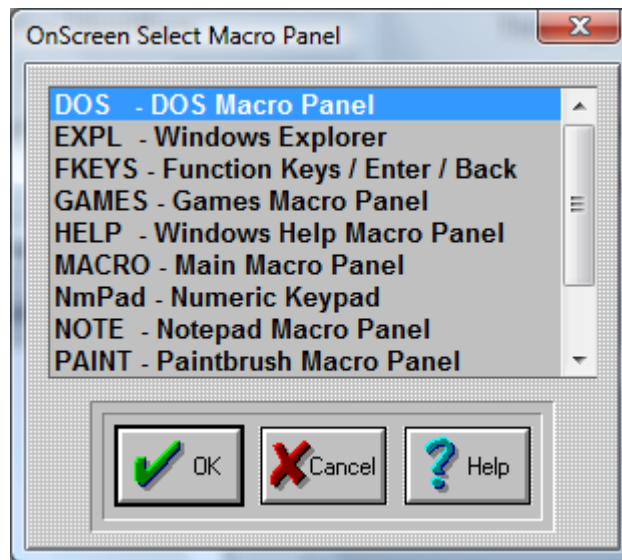 OnScreen Select Macro Panel
DOS - DOS Macro Panel
EXPL - Windows Explorer
FKEYS - Function Keys / Enter / Back
GAMES - Games Macro Panel
HELP - Windows Help Macro Panel
MACRO - Main Macro Panel
NmPad - Numeric Keypad
NOTE - Notepad Macro Panel
PAINT - Paintbrush Macro Panel
OK Cancel Help